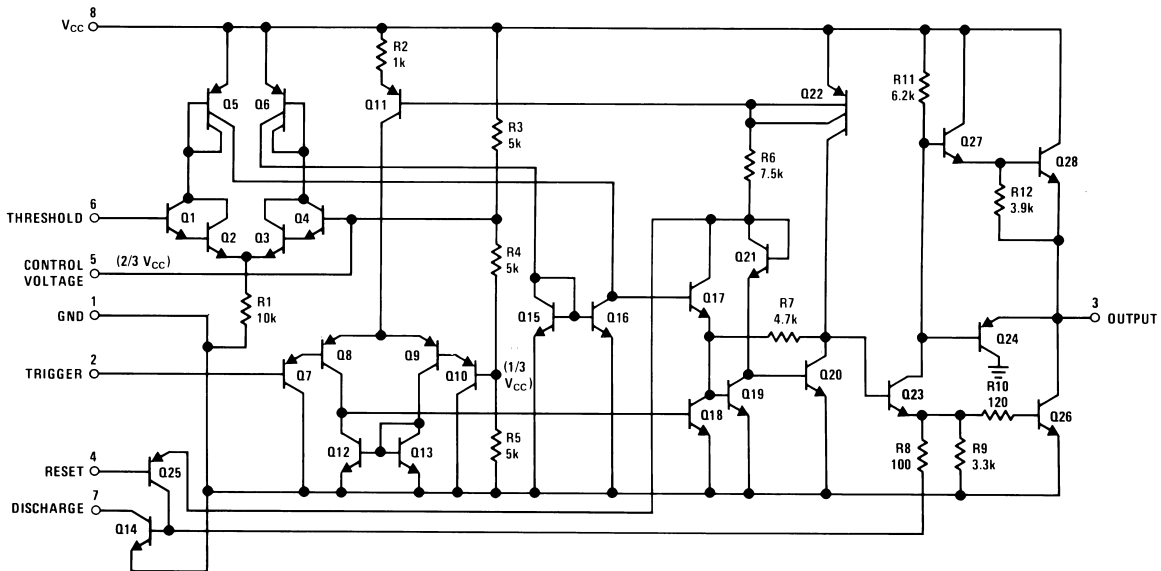 8
VCC
R2
1k
R11
6.2k
Q5
Q6
Q11
Q22
R3
5k
Q27
Q28
R6
7.5k
R12
3.9k
6
THRESHOLD
Q1
Q2
Q3
Q4
5
CONTROL
VOLTAGE
(2/3 VCC)
R4
5k
Q21
1
GND
R1
10k
Q15
Q16
Q17
R7
4.7k
3
OUTPUT
Q24
2
TRIGGER
Q7
Q8
Q9
Q10
(1/3
VCC)
Q18
Q19
Q20
Q23
R10
120
Q26
4
RESET
Q25
Q12
Q13
R5
5k
R8
100
R9
3.3k
7
DISCHARGE
Q14